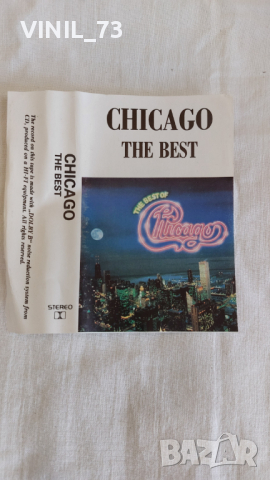 VINIL_73
CHICAGO
THE BEST
THE BEST OF
Chicago
CHICAGO
THE BEST
STEREO
The record on this tape is made with „DOLBY B" noise reduction system from
CD, produced on a Hi-Fi equipment. All rights reserved.
BAZAR